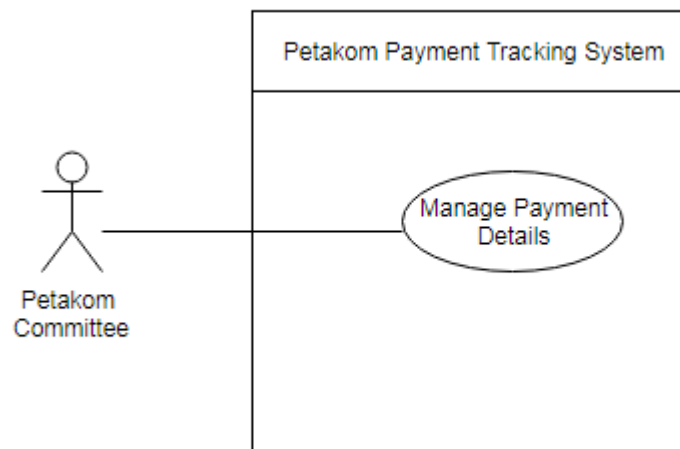 Petakom Payment Tracking System
Manage Payment
Details
Petakom
Committee